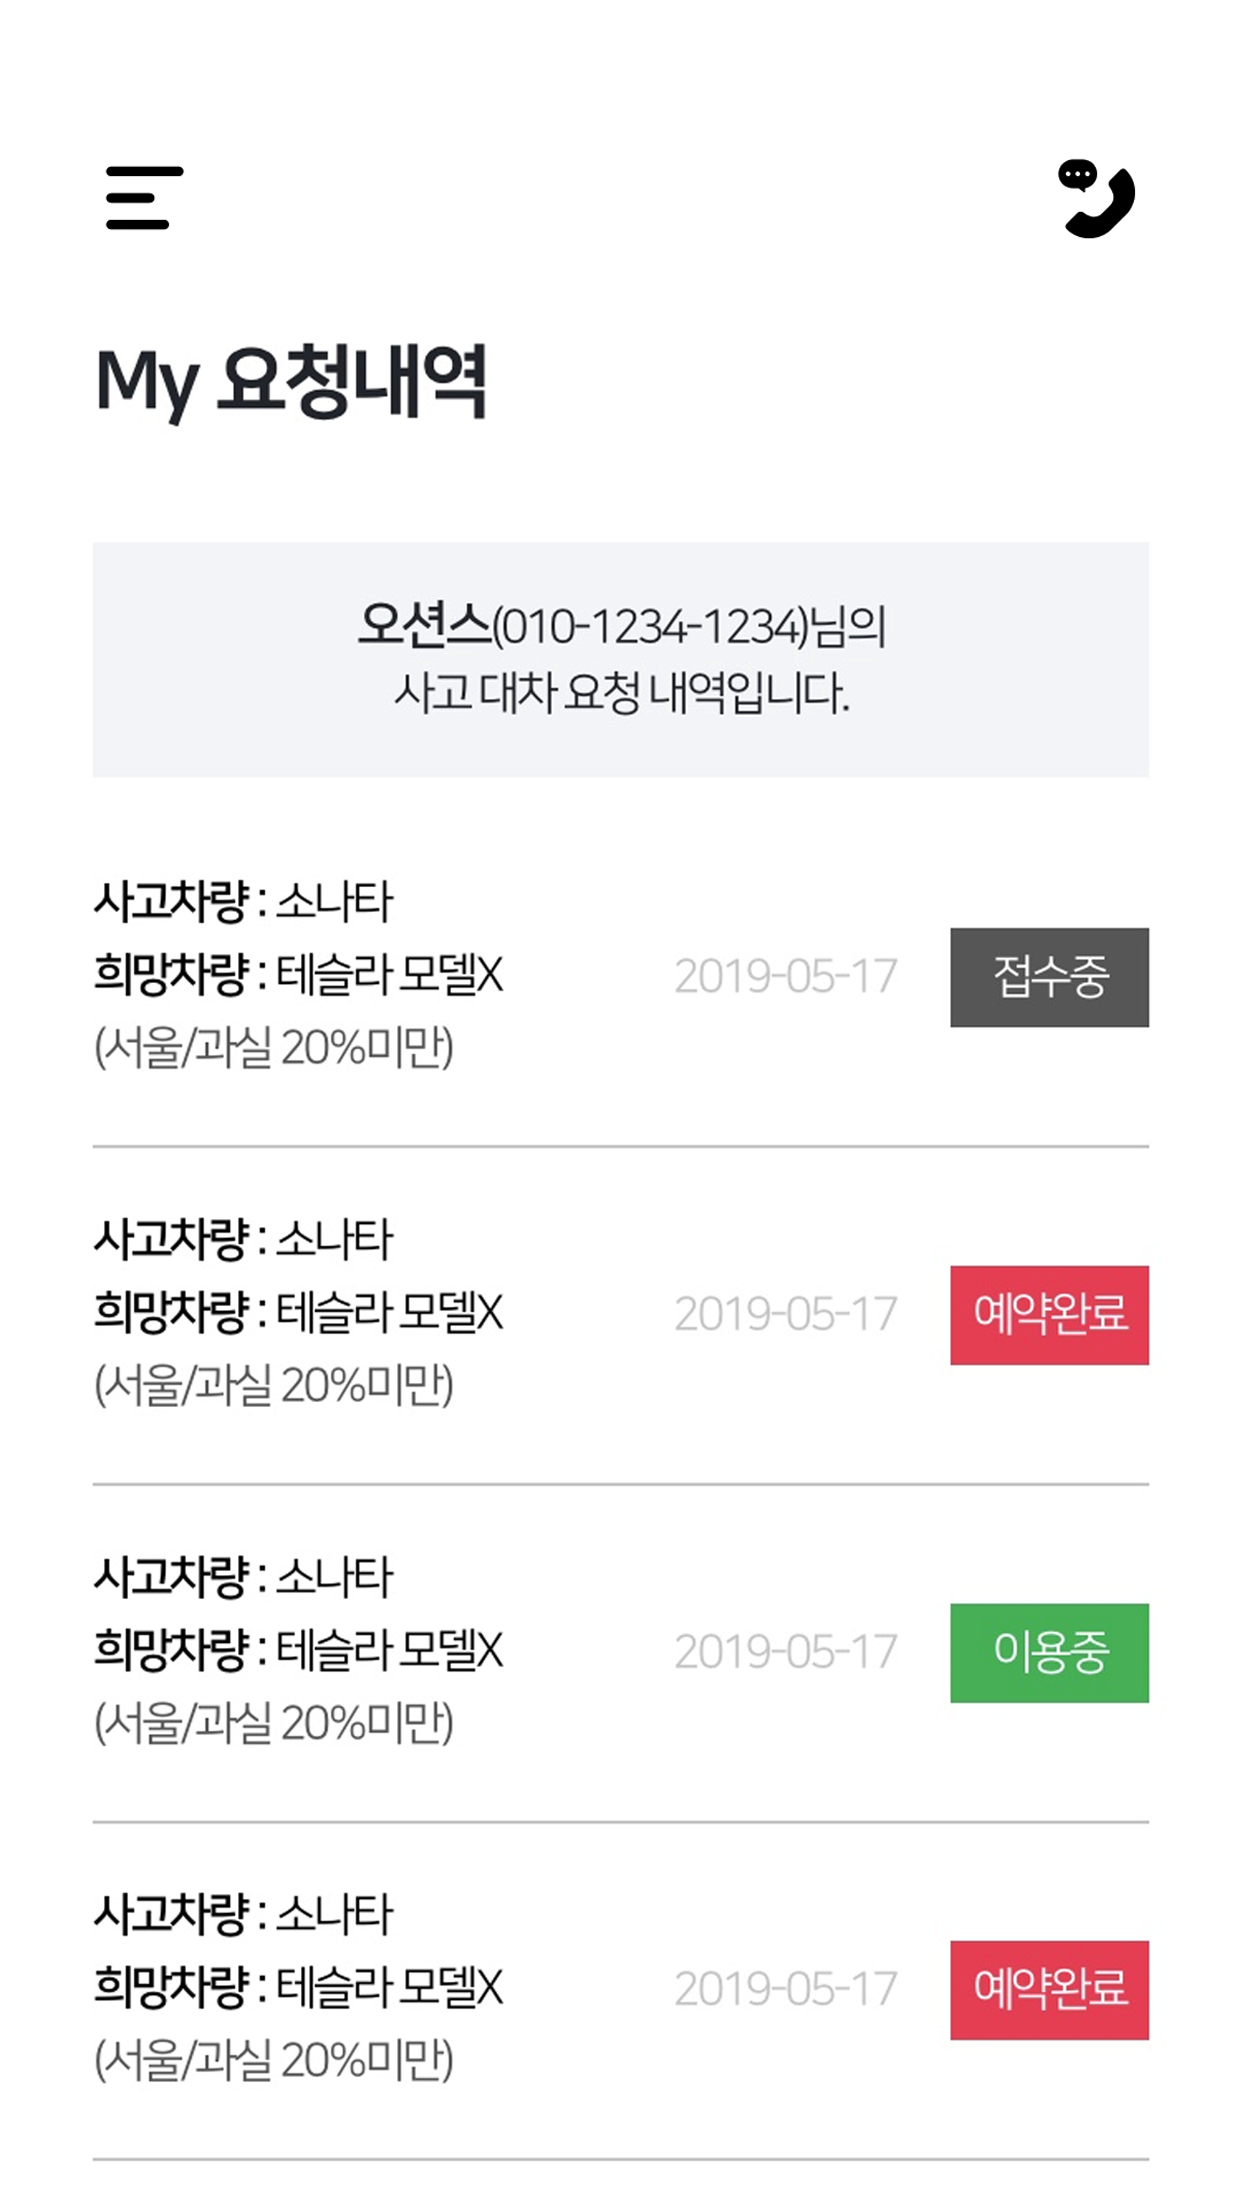 My 요청내역
오션스(010-1234-1234)님의
사고 대차 요청 내역입니다.
사고차량 : 소나타
희망차량 : 테슬라 모델X
(서울/과실 20%미만)
2019-05-17
접수중
사고차량 : 소나타
희망차량 : 테슬라 모델X
(서울/과실 20%미만)
2019-05-17
예약완료
사고차량 : 소나타
희망차량 : 테슬라 모델X
(서울/과실 20%미만)
2019-05-17
이용중
사고차량 : 소나타
희망차량 : 테슬라 모델X
(서울/과실 20%미만)
2019-05-17
예약완료